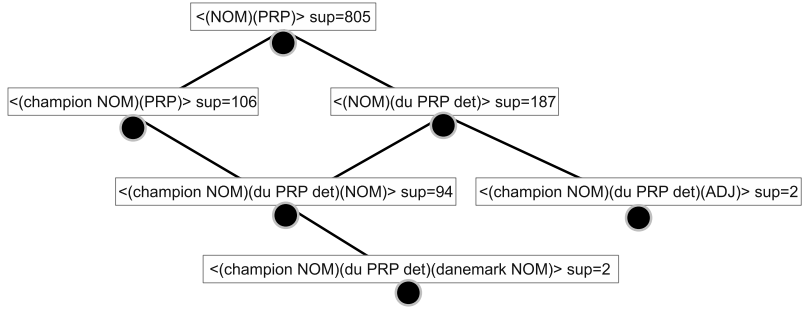 <(NOM)(PRP)> sup=805
<(champion NOM)(PRP)> sup=106
<(NOM)(du PRP det)> sup=187
<(champion NOM)(du PRP det)(NOM)> sup=94
<(champion NOM)(du PRP det)(ADJ)> sup=2
<(champion NOM)(du PRP det)(danemark NOM)> sup=2